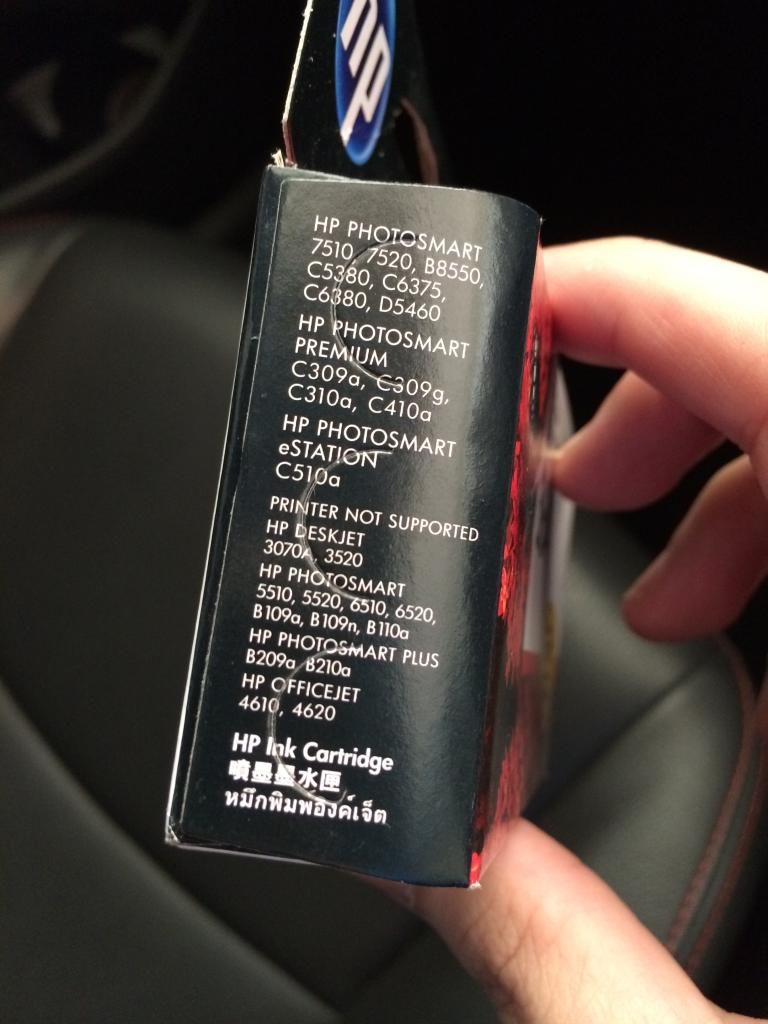 hp
HP PHOTOSMART
7510, 7520, B8550,
C5380, C6375,
C6380, D5460
HP PHOTOSMART
PREMIUM
C309a, C309g,
C310a, C410a
HP PHOTOSMART
eSTATION
C510a
PRINTER NOT SUPPORTED
HP DESKJET
3070A, 3520
HP PHOTOSMART
5510, 5520, 6510, 6520,
B109a, B109n, B110a
HP PHOTOSMART PLUS
B209a, B210a
HP OFFICEJET
4610, 4620
HP Ink Cartridge
噴墨墨水匣
หมึกพิมพ์อิงค์เจ็ต